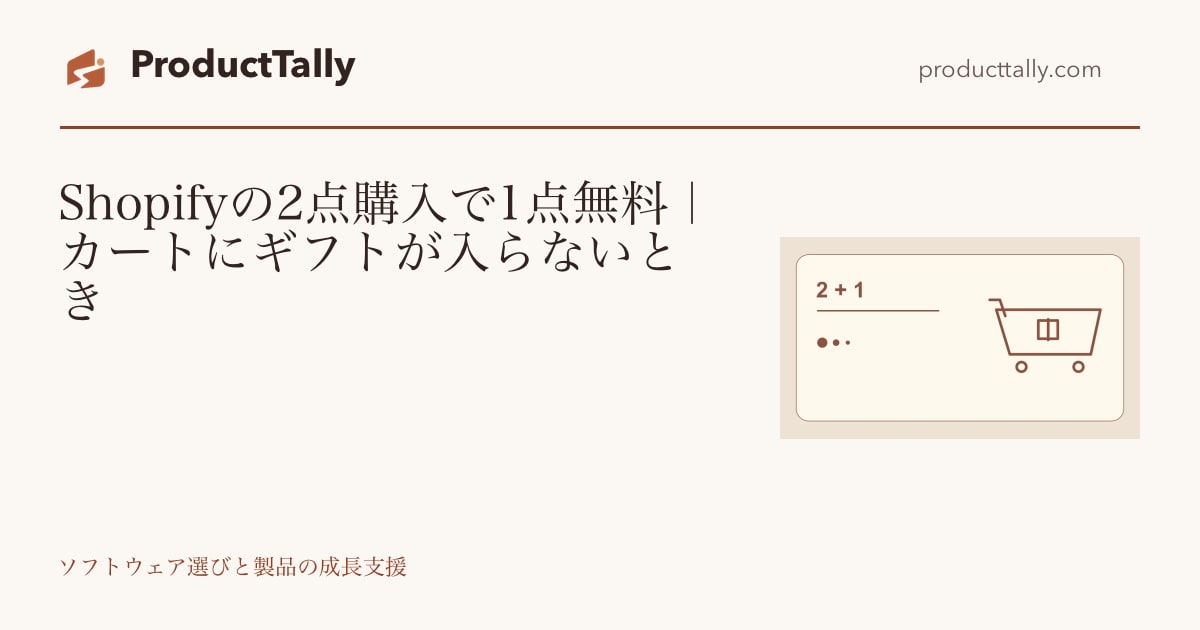 ProductTally
producttally.com
Shopifyの2点購入で1点無料｜
カートにギフトが入らないと
き
2 + 1
ソフトウェア選びと製品の成長支援